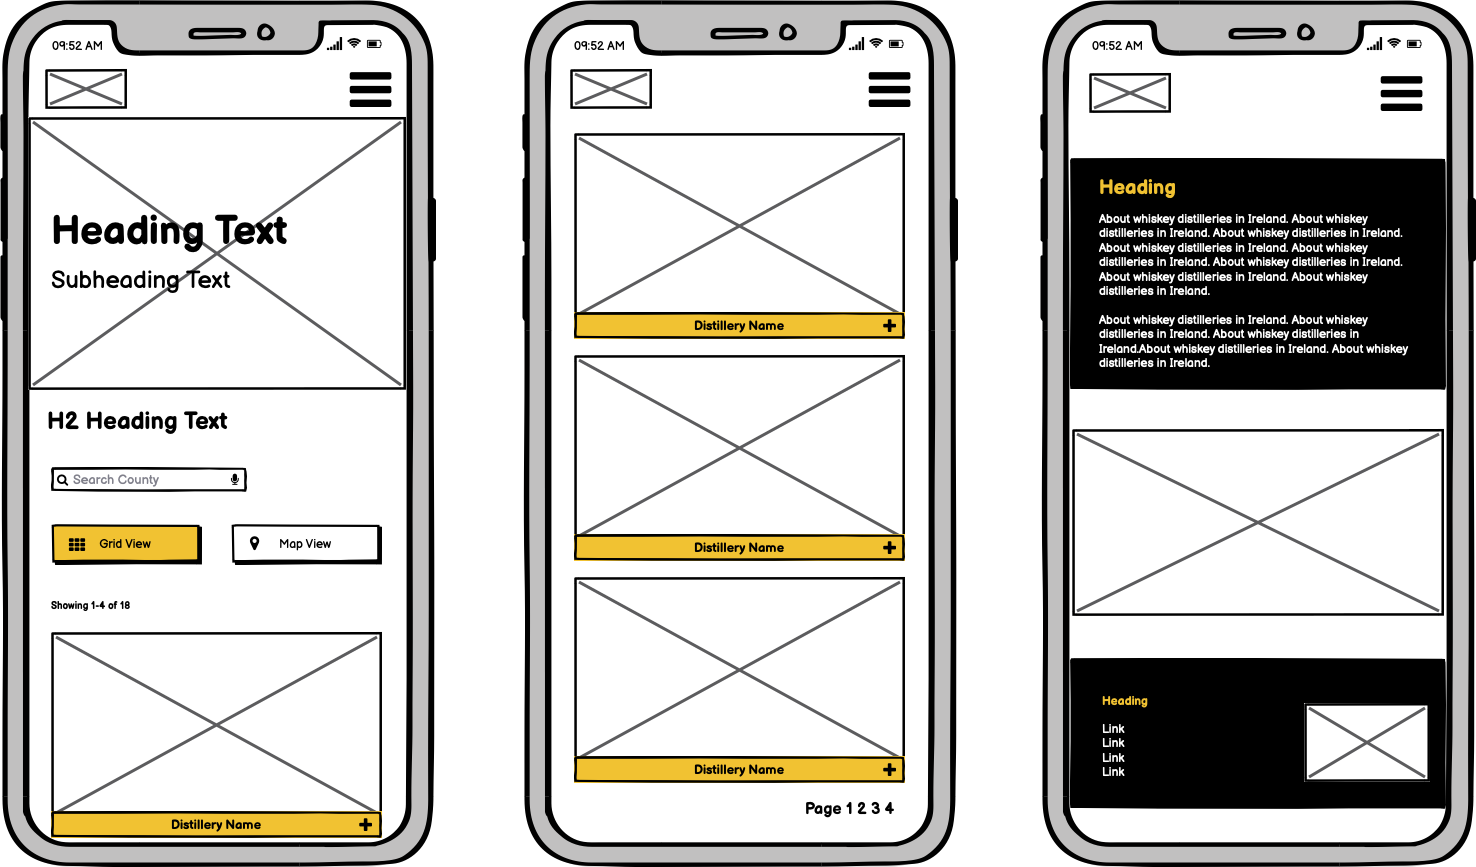 09:52 AM
Heading Text
Subheading Text
H2 Heading Text
Search County
Grid View
Map View
Showing 1-4 of 18
Distillery Name
09:52 AM
Distillery Name
Distillery Name
Distillery Name
Page 1 2 3 4
09:52 AM
Heading
About whiskey distilleries in Ireland. About whiskey
distilleries in Ireland. About whiskey distilleries in Ireland.
About whiskey distilleries in Ireland. About whiskey
distilleries in Ireland. About whiskey distilleries in Ireland.
About whiskey distilleries in Ireland. About whiskey
distilleries in Ireland.
About whiskey distilleries in Ireland. About whiskey
distilleries in Ireland. About whiskey distilleries in
Ireland.About whiskey distilleries in Ireland. About whiskey
distilleries in Ireland.
Heading
Link
Link
Link
Link